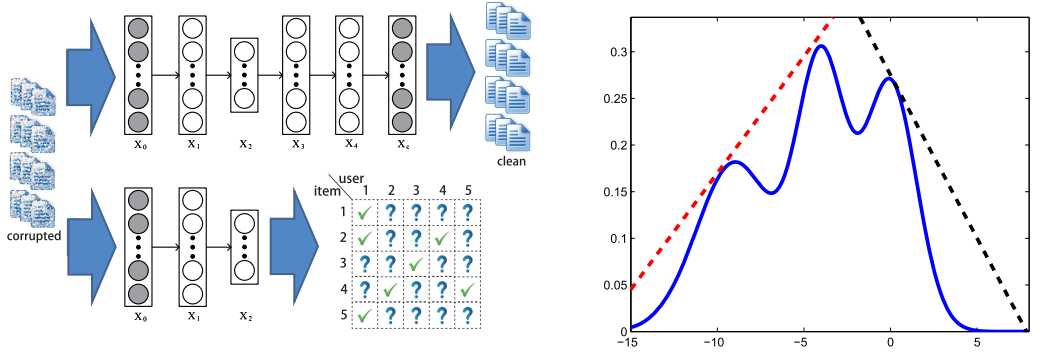 corrupted
x₀ x₁ x₂ x₃ x₄ x꜀
clean
x₀ x₁ x₂
user
item
1 2 3 4 5
1 ✓ ? ? ? ?
2 ✓ ? ? ✓ ?
3 ? ? ✓ ? ?
4 ? ✓ ? ? ✓
5 ✓ ? ? ? ?
0.3
0.25
0.2
0.15
0.1
0.05
0
−15 −10 −5 0 5